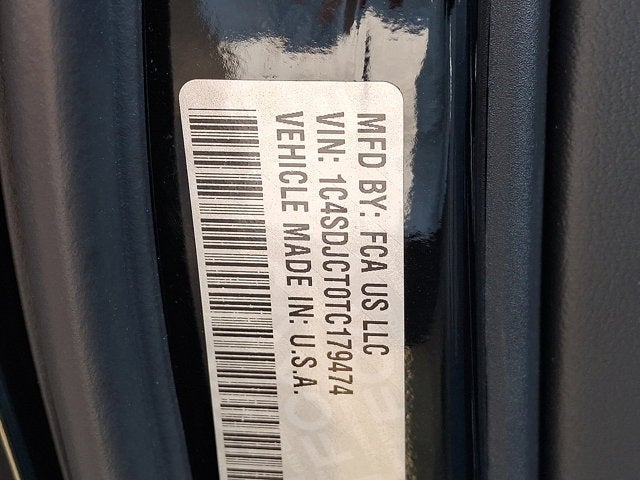 MFD BY: FCA US LLC
VIN: 1C4SDJCT0TC179474
VEHICLE MADE IN: U.S.A.